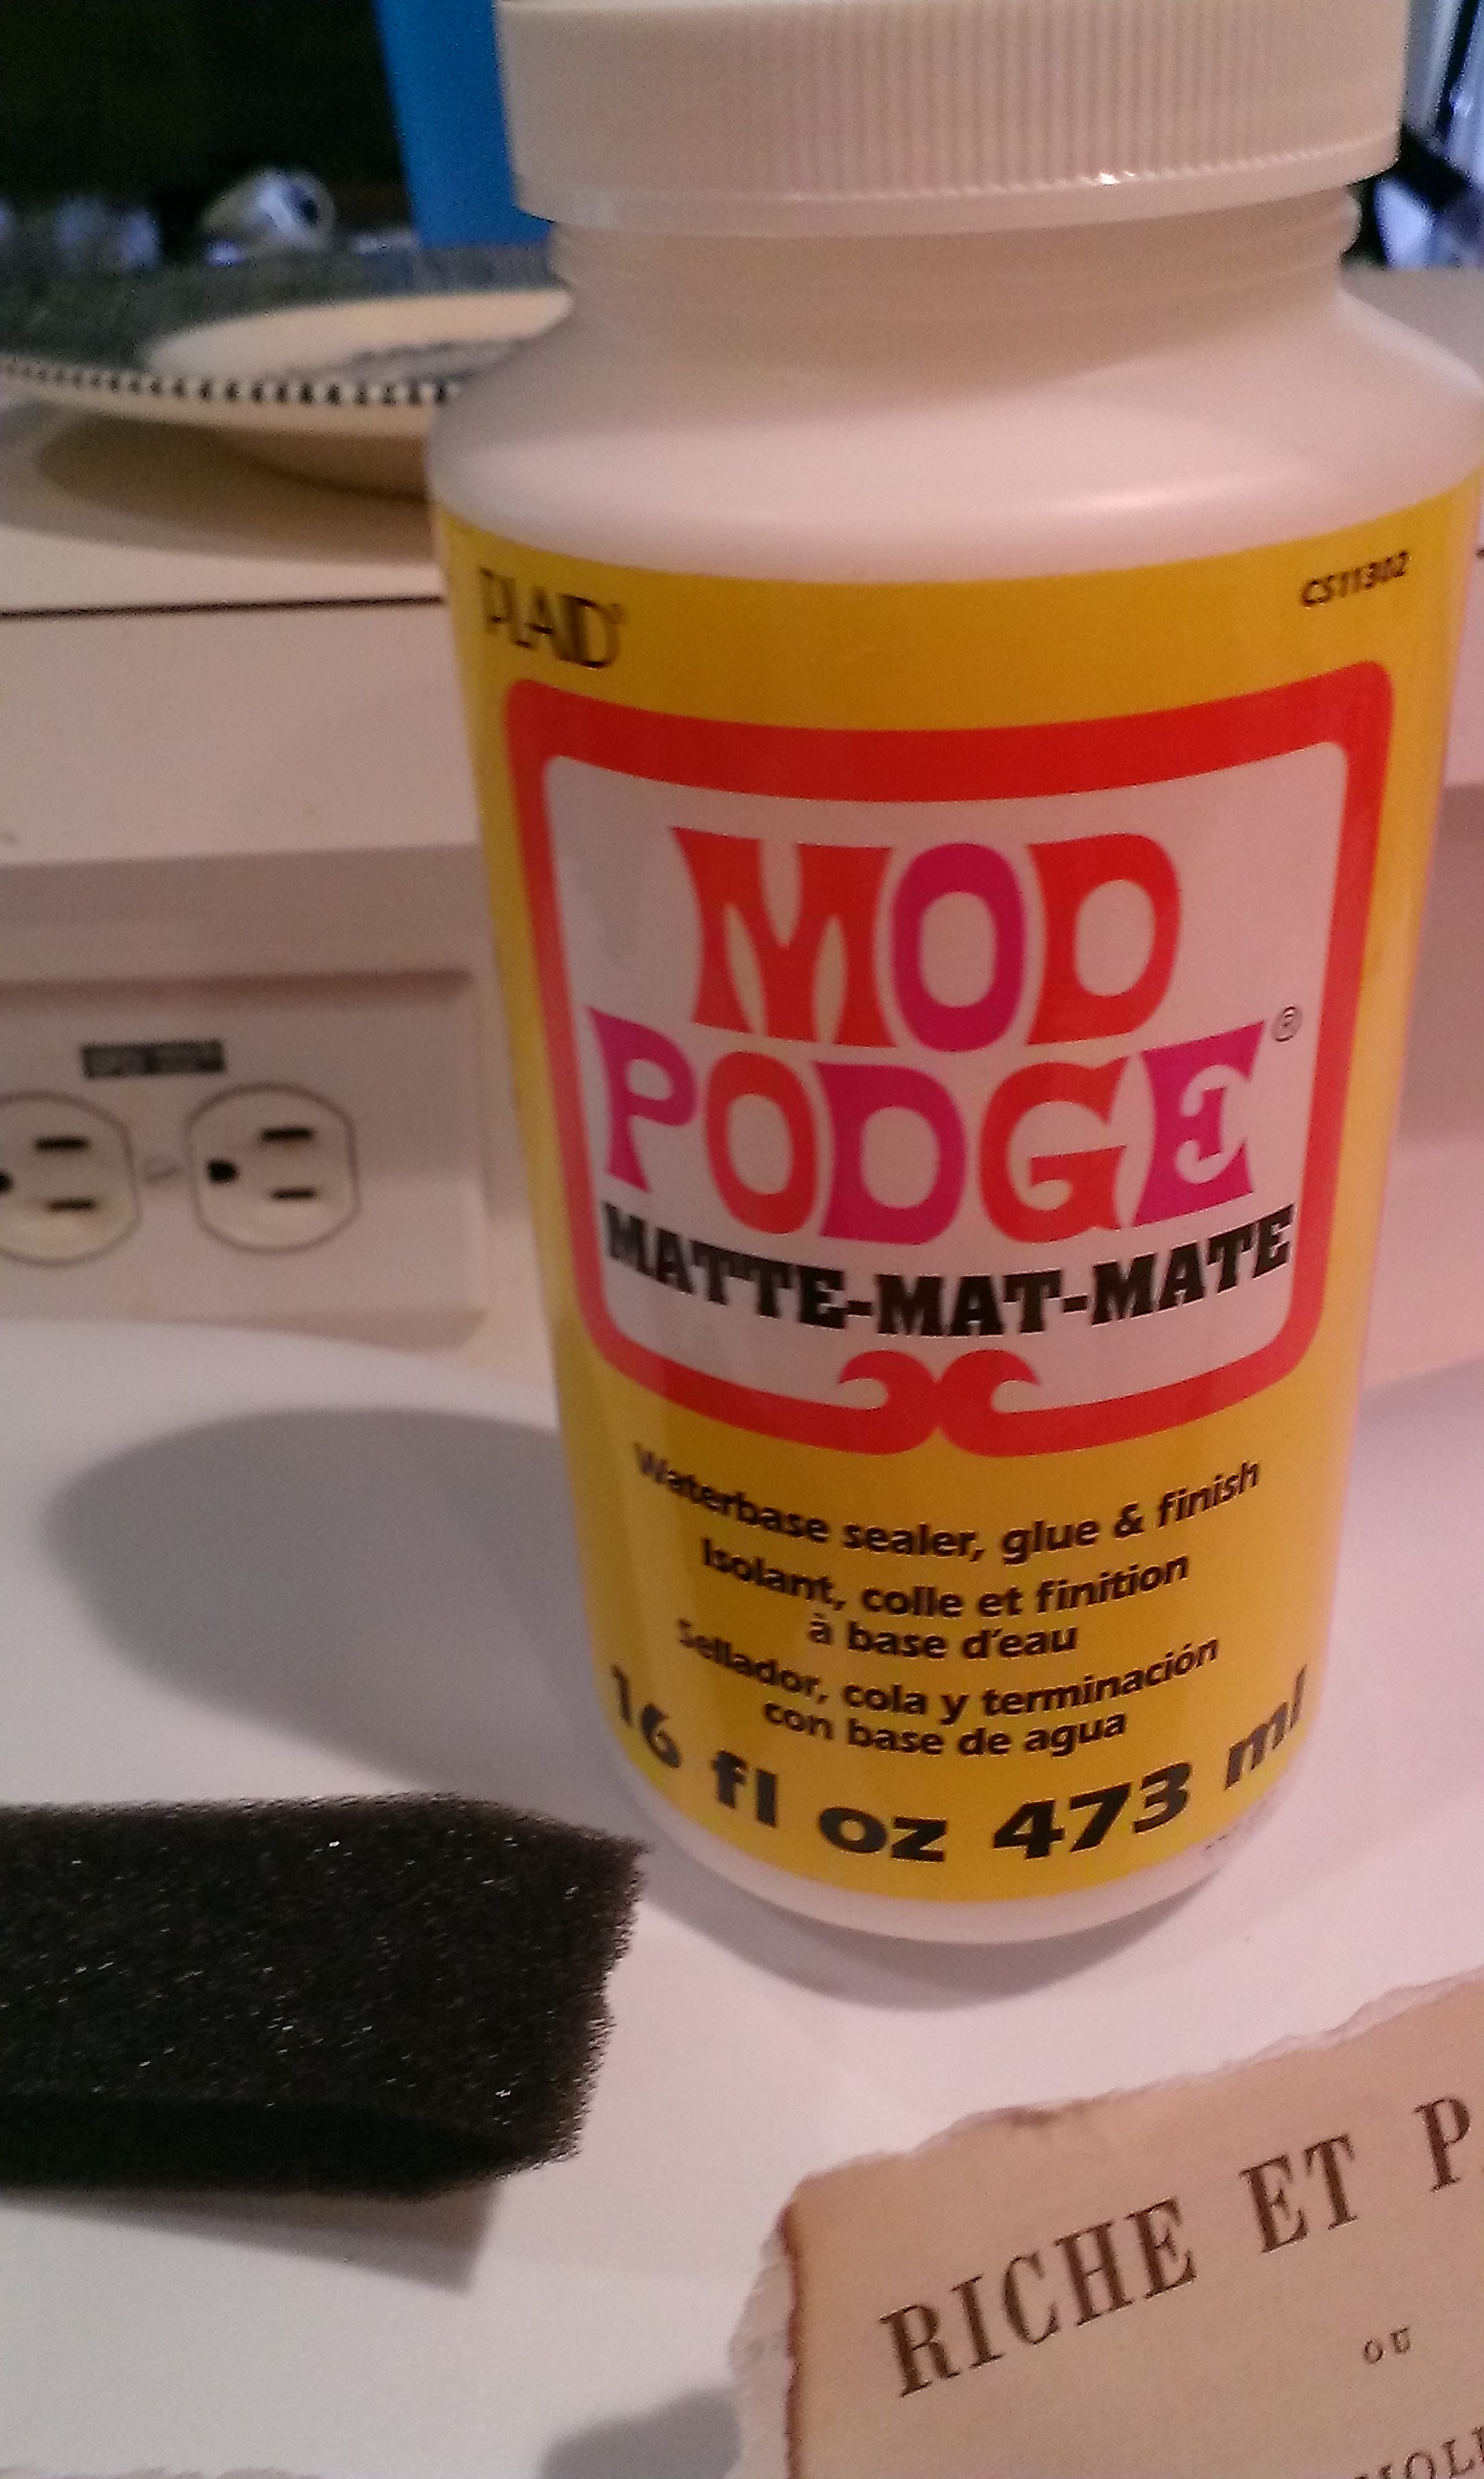 PLAID®
CS11302
MOD
PODGE®
MATTE-MAT-MATE
Waterbase sealer, glue & finish
Isolant, colle et finition
à base d'eau
Sellador, cola y terminación
con base de agua
16 fl oz 473 ml
RICHE ET P
OU